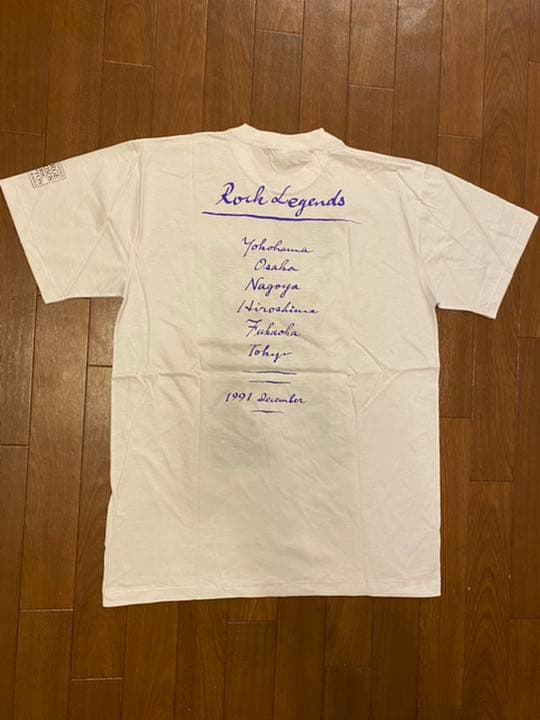 Rock Legends
Yokohama
Osaka
Nagoya
Hiroshima
Fukuoka
Tokyo
1991 December